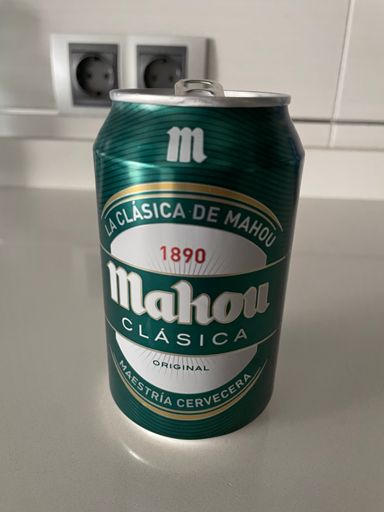 m
LA CLÁSICA DE MAHOU
1890
Mahou
CLÁSICA
ORIGINAL
MAESTRÍA CERVECERA